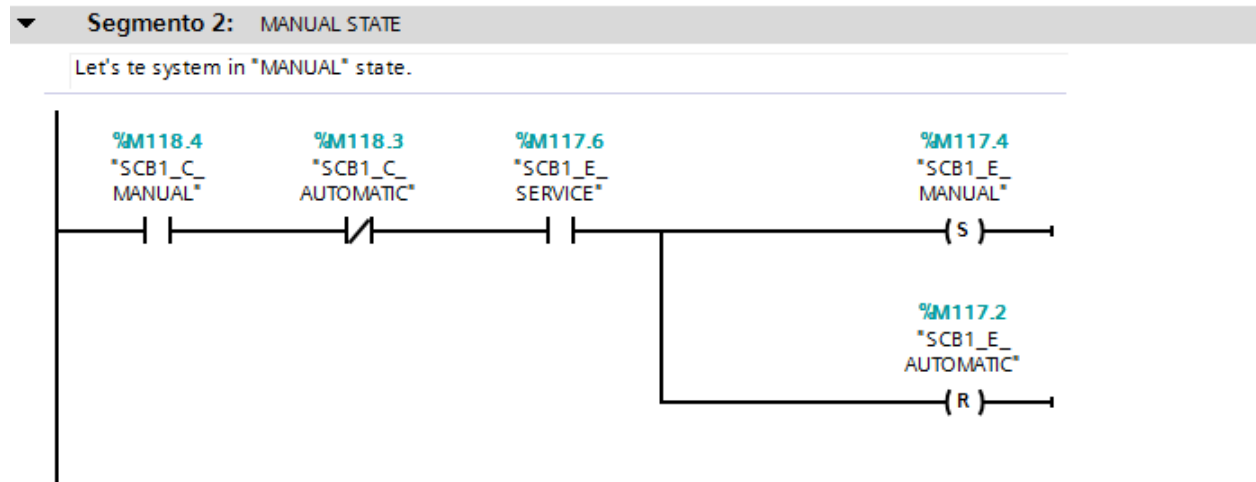 Segmento 2: MANUAL STATE
Let's te system in "MANUAL" state.
%M118.4 %M118.3 %M117.6 %M117.4
"SCB1_C_ "SCB1_C_ "SCB1_E_ "SCB1_E_
MANUAL" AUTOMATIC" SERVICE" MANUAL"
S
%M117.2
"SCB1_E_
AUTOMATIC"
R